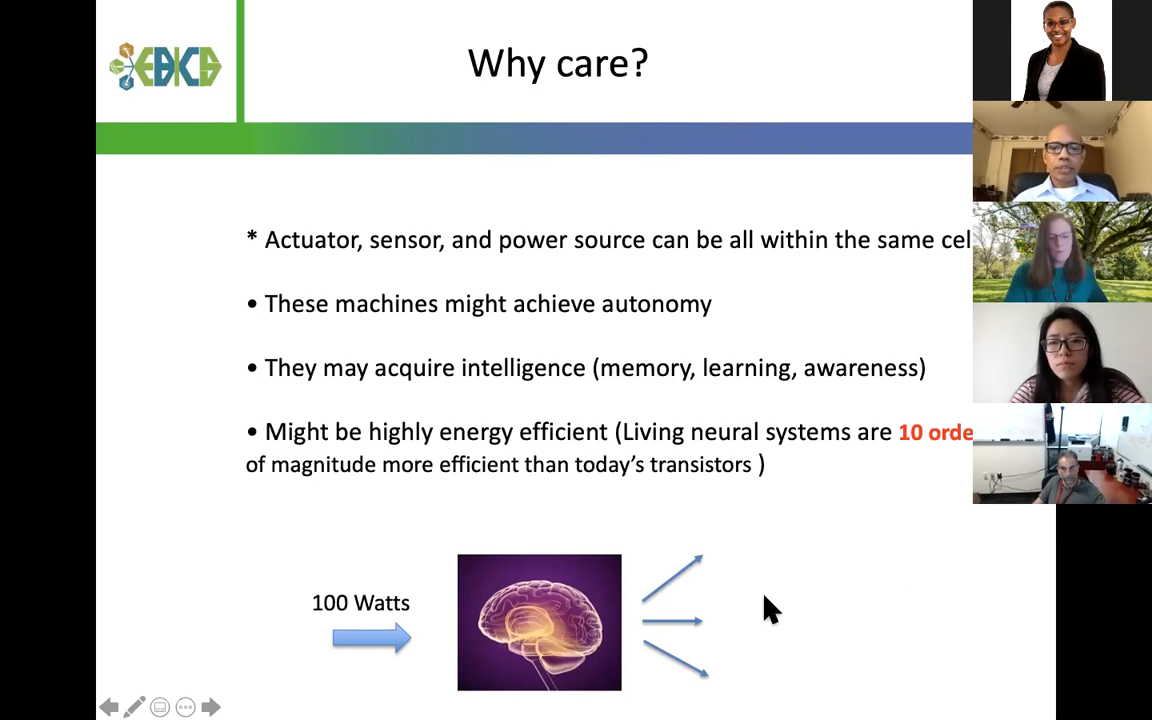 EBICS
Why care?
* Actuator, sensor, and power source can be all within the same cel
• These machines might achieve autonomy
• They may acquire intelligence (memory, learning, awareness)
• Might be highly energy efficient (Living neural systems are 10 orde
of magnitude more efficient than today's transistors )
100 Watts